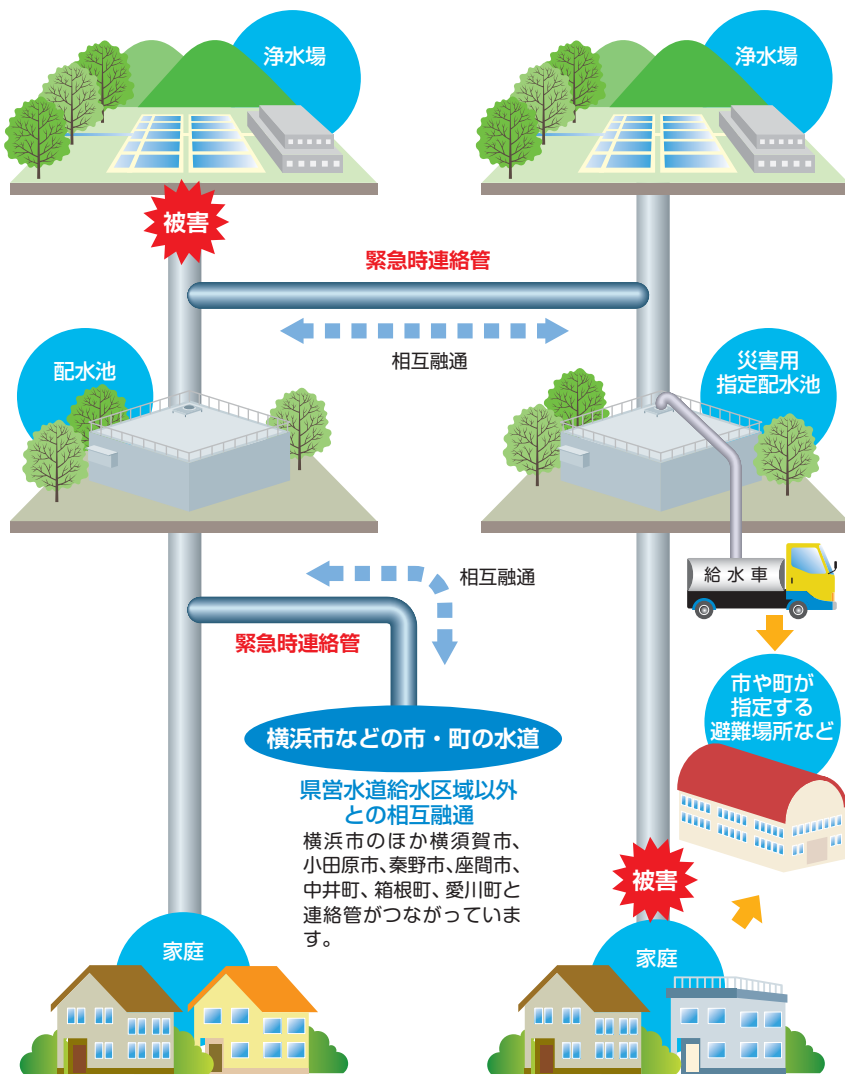 浄水場
浄水場
被害
緊急時連絡管
相互融通
配水池
災害用
指定配水池
相互融通
給水車
緊急時連絡管
市や町が
指定する
避難場所など
横浜市などの市・町の水道
県営水道給水区域以外
との相互融通
横浜市のほか横須賀市、
小田原市、秦野市、座間市、
中井町、箱根町、愛川町と
連絡管がつながっていま
す。
被害
家庭
家庭